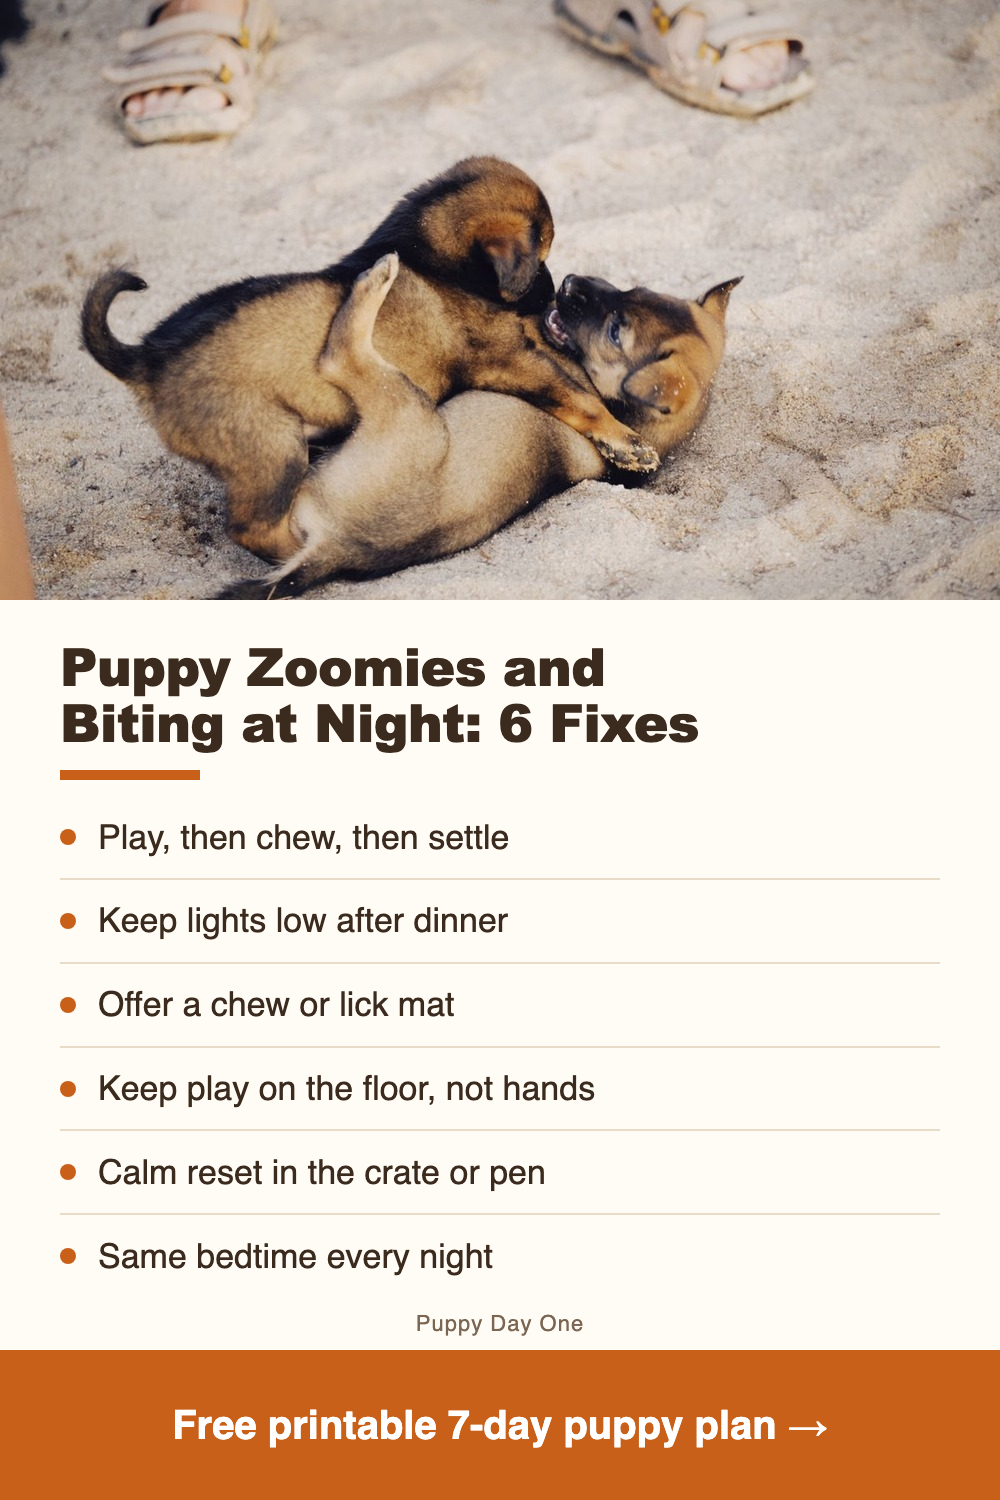 Puppy Zoomies and
Biting at Night: 6 Fixes
Play, then chew, then settle
Keep lights low after dinner
Offer a chew or lick mat
Keep play on the floor, not hands
Calm reset in the crate or pen
Same bedtime every night
Puppy Day One
Free printable 7-day puppy plan →